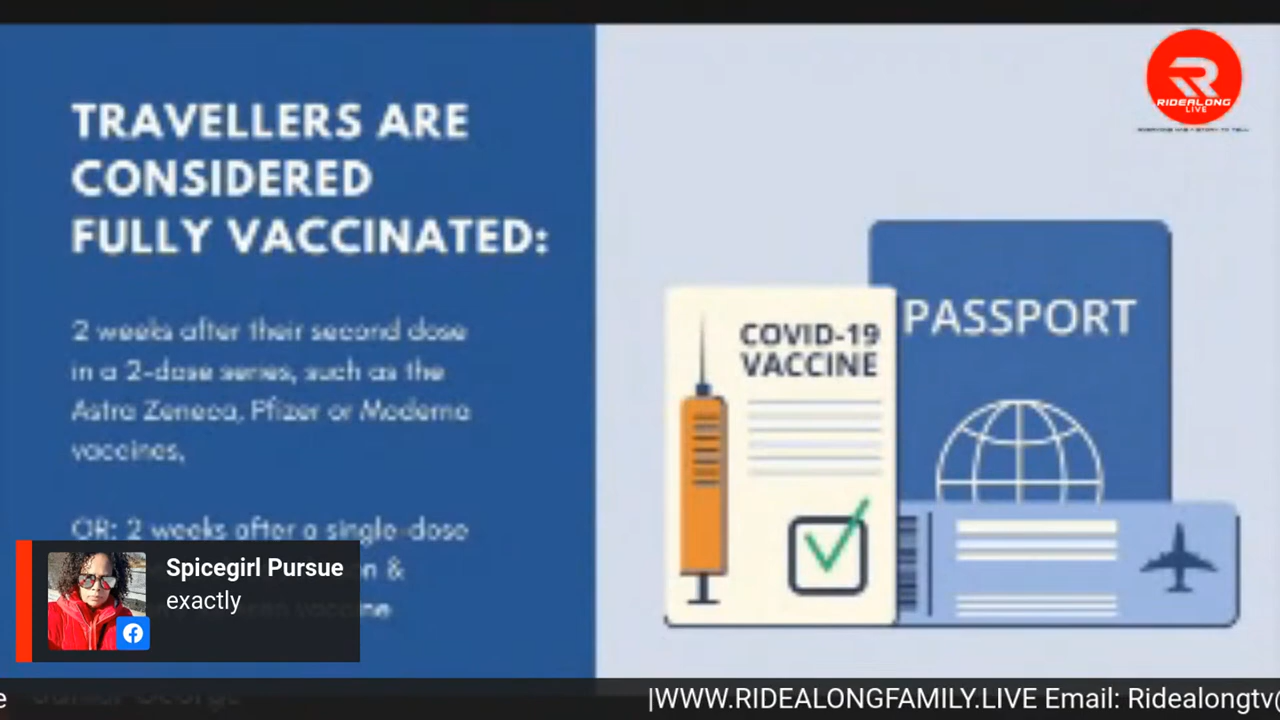 TRAVELLERS ARE
CONSIDERED
FULLY VACCINATED:
2 weeks after their second dose
in a 2-dose series, such as the
Astra Zeneca, Pfizer or Moderna
vaccines,
OR: 2 weeks after a single-dose
&
vaccine
COVID-19
VACCINE
PASSPORT
R
RIDEALONG
LIVE
Spicegirl Pursue
exactly
|WWW.RIDEALONGFAMILY.LIVE Email: Ridealongtv@